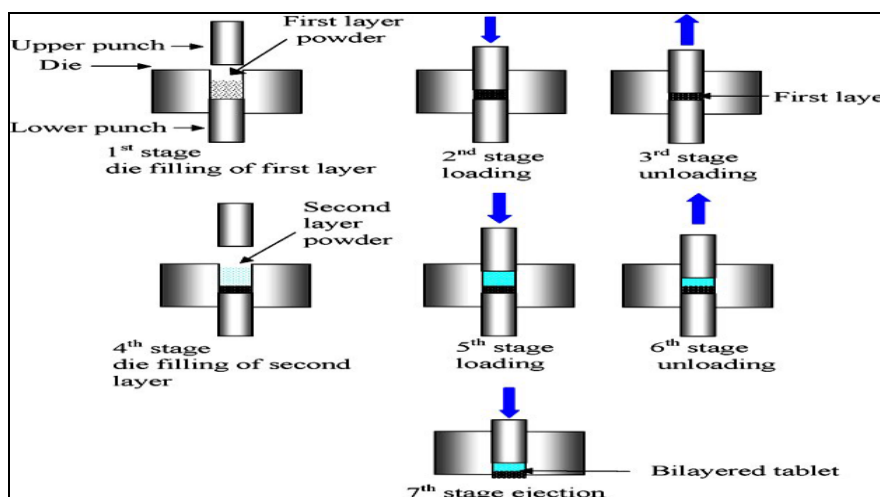 First layer
powder
Upper punch
Die
Lower punch
1st stage
die filling of first layer
2nd stage
loading
First laye
3rd stage
unloading
Second
layer
powder
4th stage
die filling of second
layer
5th stage
loading
6th stage
unloading
Bilayered tablet
7th stage ejection